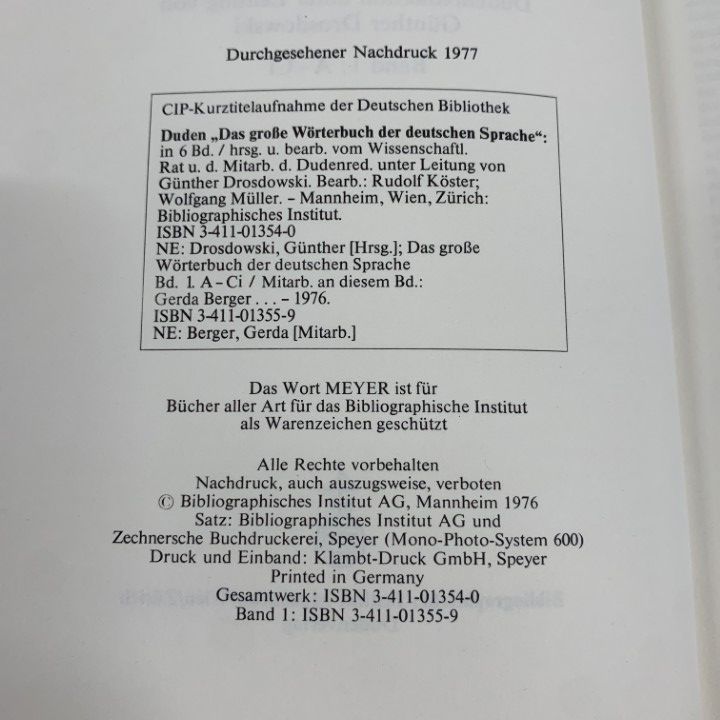 Durchgesehener Nachdruck 1977
CIP-Kurztitelaufnahme der Deutschen Bibliothek
Duden „Das große Wörterbuch der deutschen Sprache“:
in 6 Bd. / hrsg. u. bearb. vom Wissenschaftl.
Rat u. d. Mitarb. d. Dudenred. unter Leitung von
Günther Drosdowski. Bearb.: Rudolf Köster;
Wolfgang Müller. – Mannheim, Wien, Zürich:
Bibliographisches Institut.
ISBN 3-411-01354-0
NE: Drosdowski, Günther [Hrsg.]; Das große
Wörterbuch der deutschen Sprache
Bd. 1. A – Ci / Mitarb. an diesem Bd.:
Gerda Berger . . . – 1976.
ISBN 3-411-01355-9
NE: Berger, Gerda [Mitarb.]
Das Wort MEYER ist für
Bücher aller Art für das Bibliographische Institut
als Warenzeichen geschützt
Alle Rechte vorbehalten
Nachdruck, auch auszugsweise, verboten
© Bibliographisches Institut AG, Mannheim 1976
Satz: Bibliographisches Institut AG und
Zechnersche Buchdruckerei, Speyer (Mono-Photo-System 600)
Druck und Einband: Klambt-Druck GmbH, Speyer
Printed in Germany
Gesamtwerk: ISBN 3-411-01354-0
Band 1: ISBN 3-411-01355-9